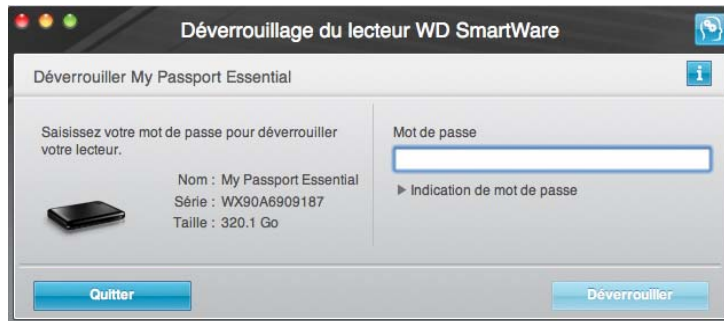 Déverrouillage du lecteur WD SmartWare
Déverrouiller My Passport Essential
Saisissez votre mot de passe pour déverrouiller
votre lecteur.
Nom : My Passport Essential
Série : WX90A6909187
Taille : 320.1 Go
Mot de passe
Indication de mot de passe
Quitter
Déverrouiller